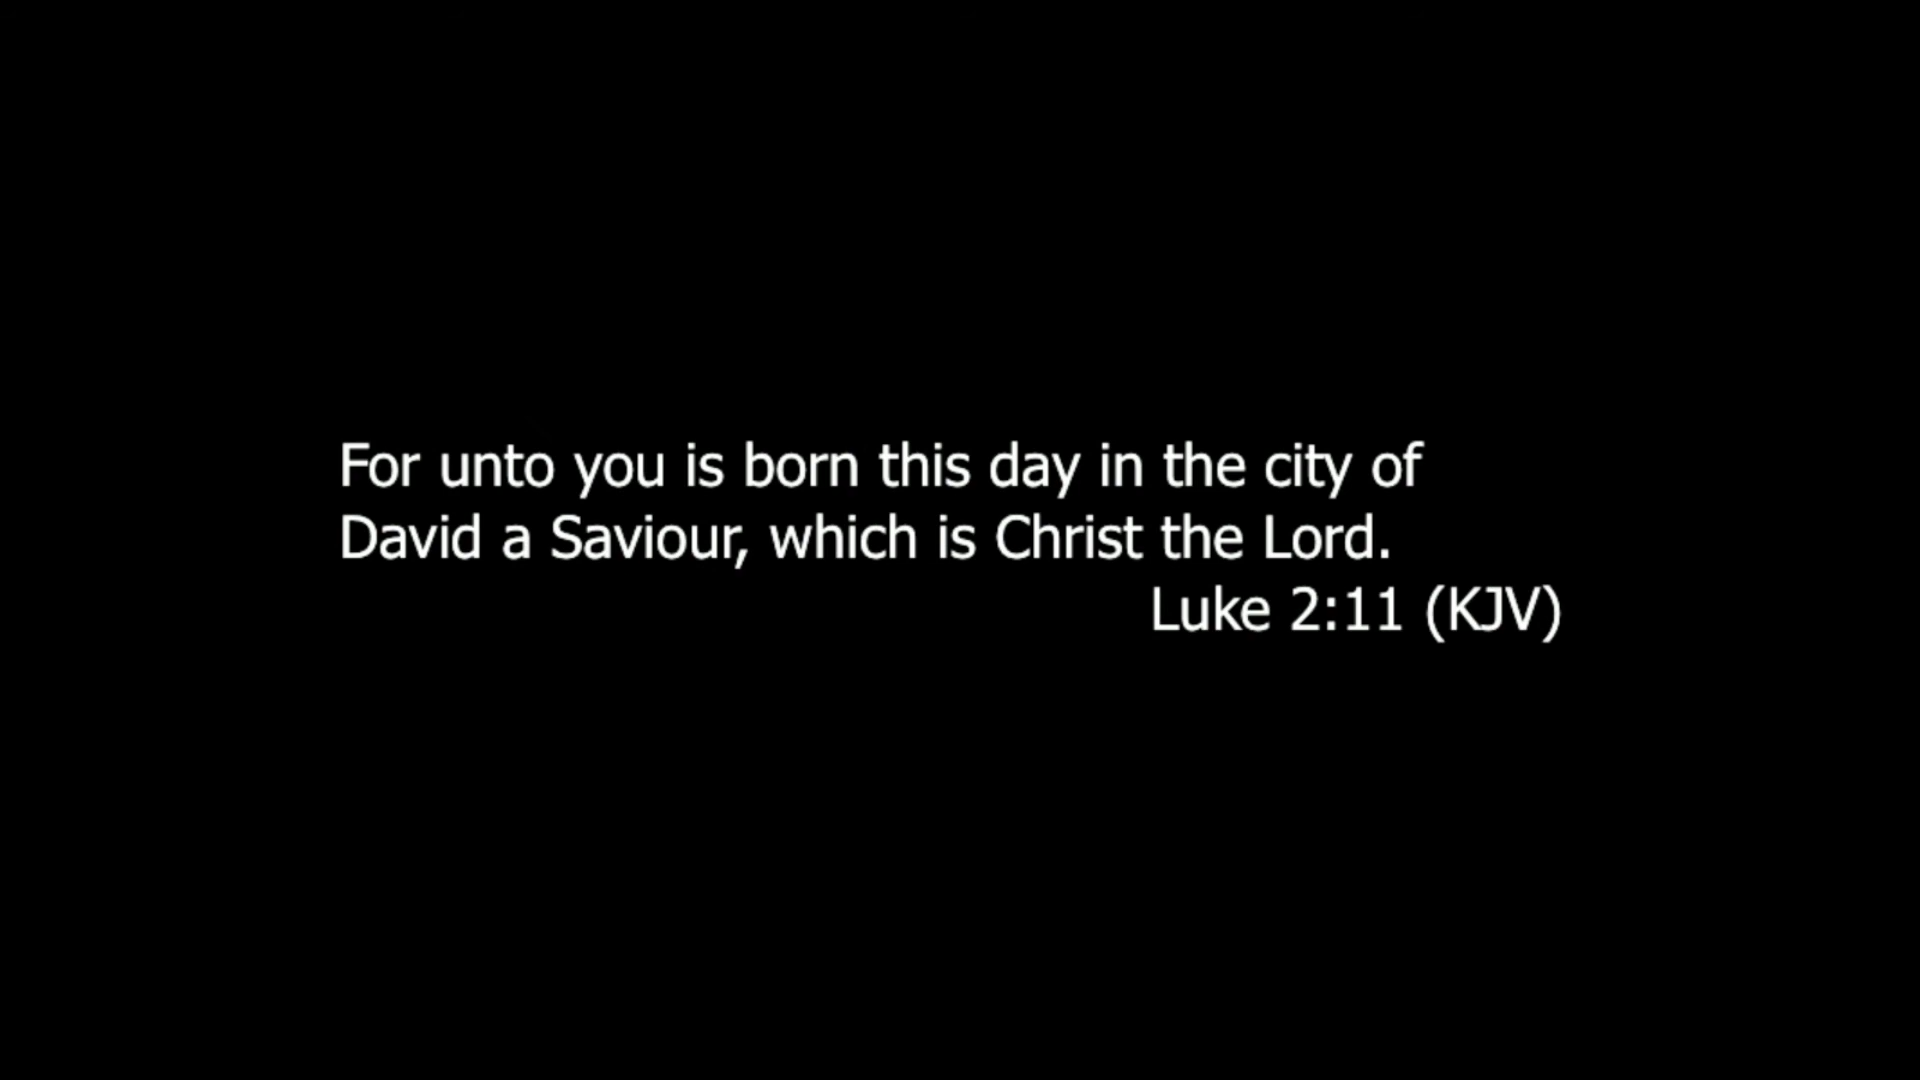 For unto you is born this day in the city of
David a Saviour, which is Christ the Lord.
Luke 2:11 (KJV)